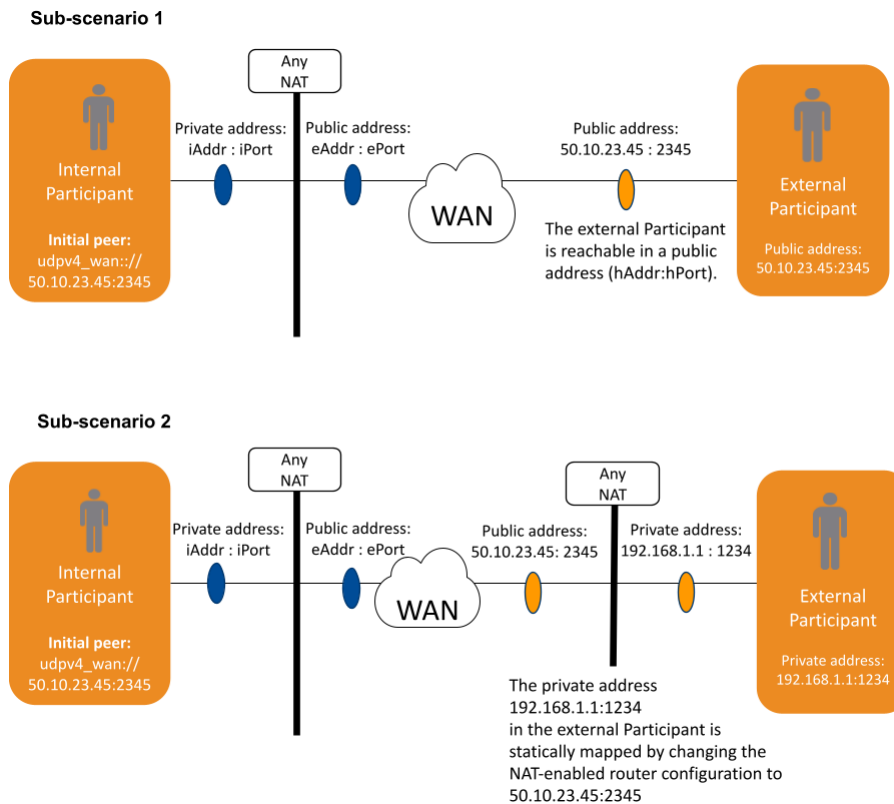 Sub-scenario 1
Any
NAT
Private address:
iAddr : iPort
Public address:
eAddr : ePort
Public address:
50.10.23.45 : 2345
Internal
Participant
Initial peer:
udpv4_wan:://
50.10.23.45:2345
WAN
The external Participant
is reachable in a public
address (hAddr:hPort).
External
Participant
Public address:
50.10.23.45:2345
Sub-scenario 2
Any
NAT
Any
NAT
Private address:
iAddr : iPort
Public address:
eAddr : ePort
Public address:
50.10.23.45: 2345
Private address:
192.168.1.1 : 1234
Internal
Participant
Initial peer:
udpv4_wan://
50.10.23.45:2345
WAN
External
Participant
Private address:
192.168.1.1:1234
The private address
192.168.1.1:1234
in the external Participant is
statically mapped by changing the
NAT-enabled router configuration to
50.10.23.45:2345